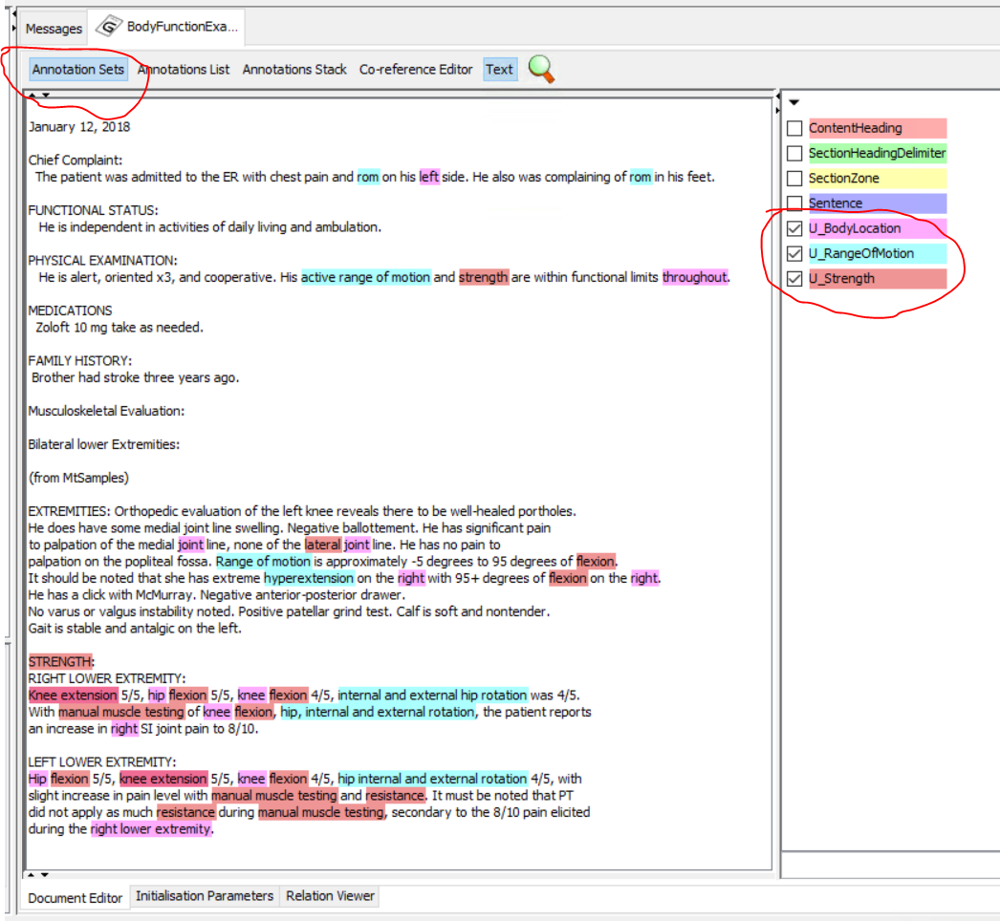 Messages
BodyFunctionExa...
Annotation Sets Annotations List Annotations Stack Co-reference Editor Text
January 12, 2018
Chief Complaint:
The patient was admitted to the ER with chest pain and rom on his left side. He also was complaining of rom in his feet.
FUNCTIONAL STATUS:
He is independent in activities of daily living and ambulation.
PHYSICAL EXAMINATION:
He is alert, oriented x3, and cooperative. His active range of motion and strength are within functional limits throughout.
MEDICATIONS
Zoloft 10 mg take as needed.
FAMILY HISTORY:
Brother had stroke three years ago.
Musculoskeletal Evaluation:
Bilateral lower Extremities:
(from MtSamples)
EXTREMITIES: Orthopedic evaluation of the left knee reveals there to be well-healed portholes.
He does have some medial joint line swelling. Negative ballottement. He has significant pain
to palpation of the medial joint line, none of the lateral joint line. He has no pain to
palpation on the popliteal fossa. Range of motion is approximately -5 degrees to 95 degrees of flexion.
It should be noted that she has extreme hyperextension on the right with 95+ degrees of flexion on the right.
He has a click with McMurray. Negative anterior-posterior drawer.
No varus or valgus instability noted. Positive patellar grind test. Calf is soft and nontender.
Gait is stable and antalgic on the left.
STRENGTH:
RIGHT LOWER EXTREMITY:
Knee extension 5/5, hip flexion 5/5, knee flexion 4/5, internal and external hip rotation was 4/5.
With manual muscle testing of knee flexion, hip, internal and external rotation, the patient reports
an increase in right SI joint pain to 8/10.
LEFT LOWER EXTREMITY:
Hip flexion 5/5, knee extension 5/5, knee flexion 4/5, hip internal and external rotation 4/5, with
slight increase in pain level with manual muscle testing and resistance. It must be noted that PT
did not apply as much resistance during manual muscle testing, secondary to the 8/10 pain elicited
during the right lower extremity.
ContentHeading
SectionHeadingDelimiter
SectionZone
Sentence
U_BodyLocation
U_RangeOfMotion
U_Strength
Document Editor Initialisation Parameters Relation Viewer